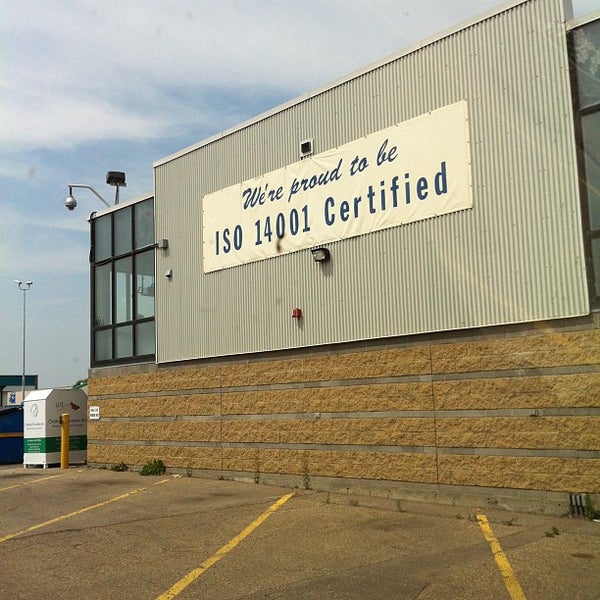 We're proud to be
ISO 14001 Certified